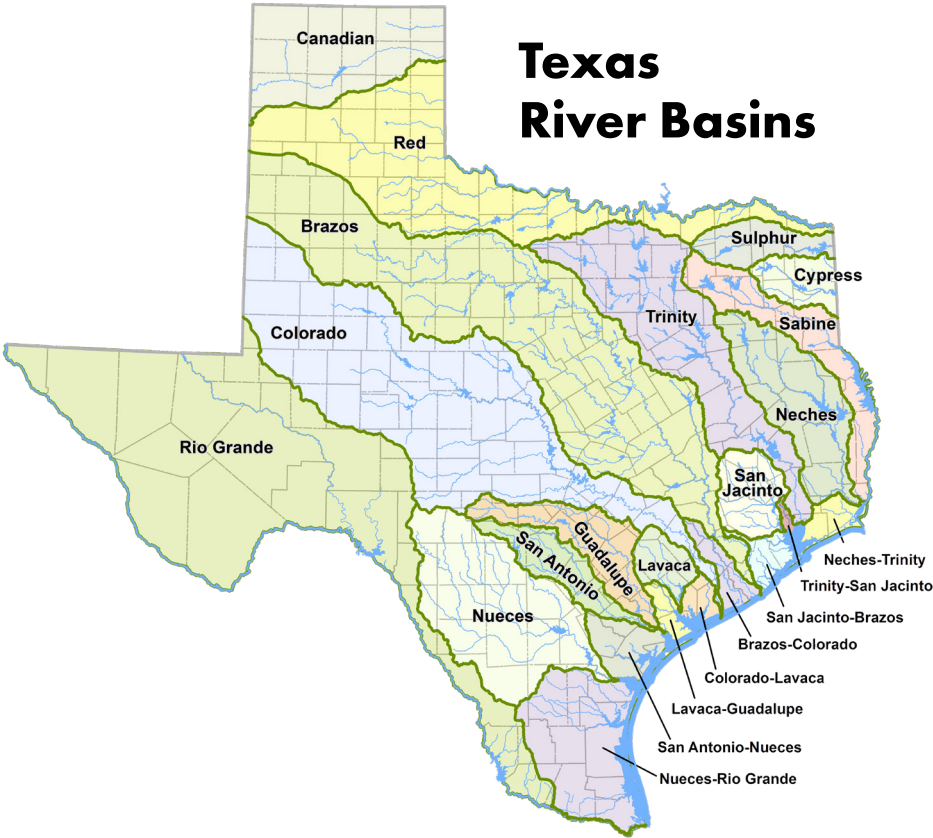 Texas
River Basins
Canadian
Red
Brazos
Sulphur
Cypress
Trinity
Sabine
Colorado
Neches
Rio Grande
San
Jacinto
Guadalupe
San Antonio
Lavaca
Nueces
Neches-Trinity
Trinity-San Jacinto
San Jacinto-Brazos
Brazos-Colorado
Colorado-Lavaca
Lavaca-Guadalupe
San Antonio-Nueces
Nueces-Rio Grande